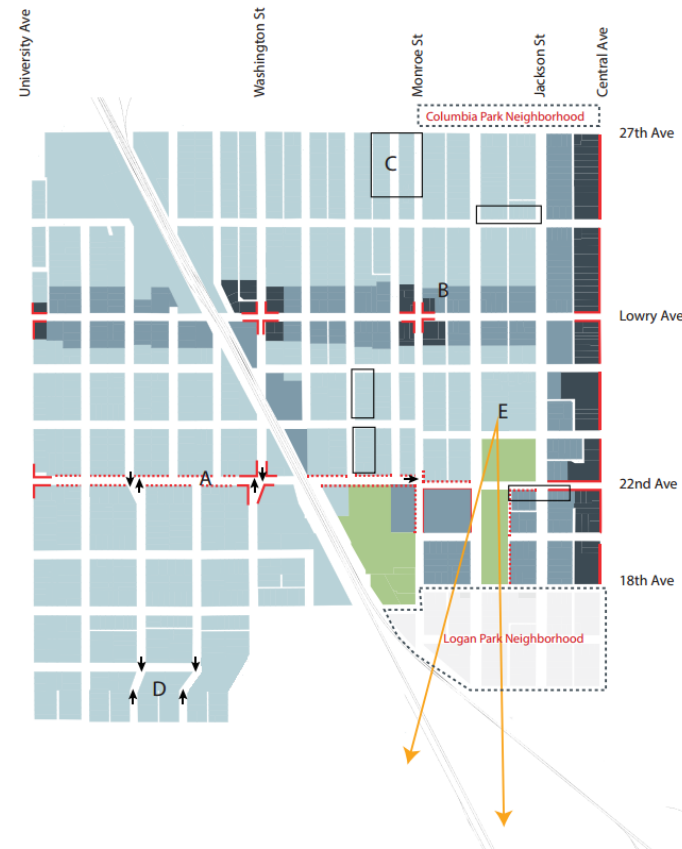 University Ave
Washington St
Monroe St
Jackson St
Central Ave
Columbia Park Neighborhood
27th Ave
C
B
Lowry Ave
E
A
22nd Ave
18th Ave
Logan Park Neighborhood
D